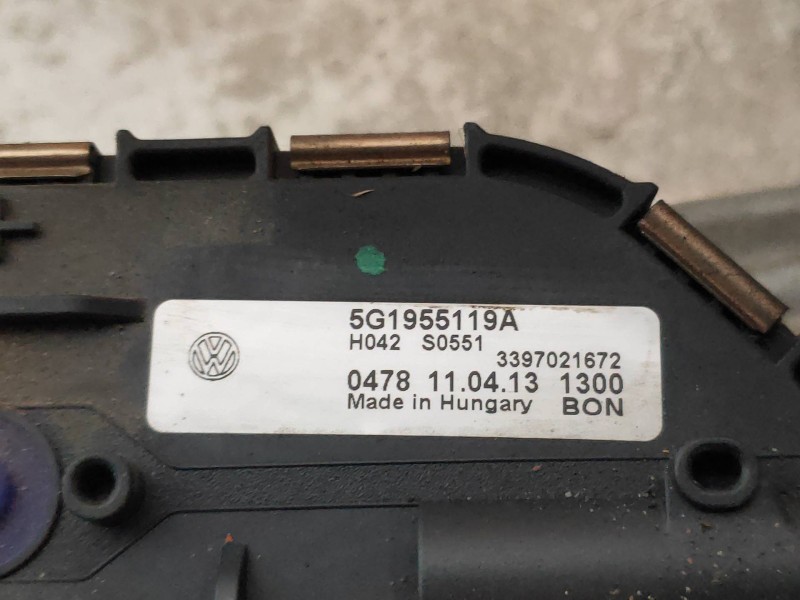 5G1955119A
H042 S0551
3397021672
0478 11.04.13 1300
Made in Hungary BON